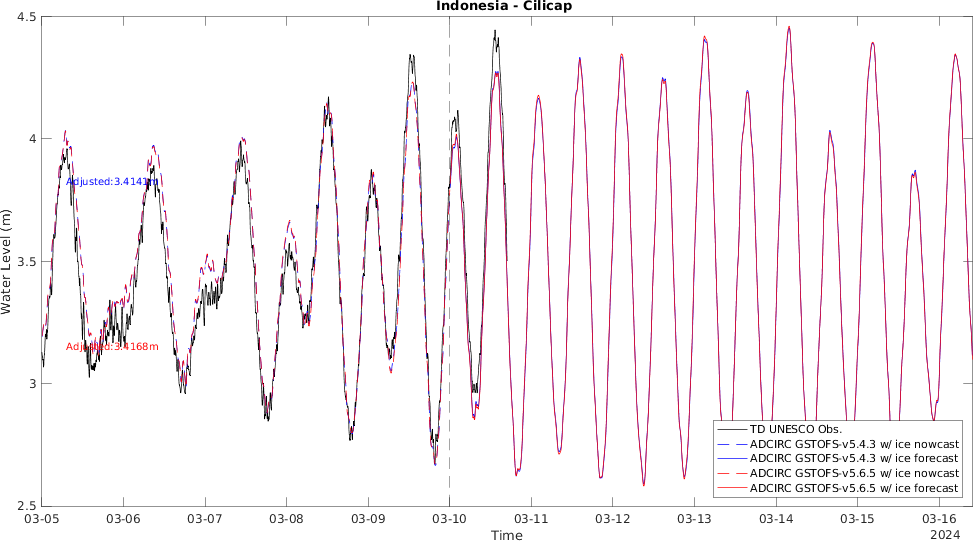 Indonesia - Cilicap
4.5
4
3.5
3
2.5
Water Level (m)
Adjusted:3.4141m
Adjusted:3.4168m
TD UNESCO Obs.
ADCIRC GSTOFS-v5.4.3 w/ ice nowcast
ADCIRC GSTOFS-v5.4.3 w/ ice forecast
ADCIRC GSTOFS-v5.6.5 w/ ice nowcast
ADCIRC GSTOFS-v5.6.5 w/ ice forecast
03-05 03-06 03-07 03-08 03-09 03-10 03-11 03-12 03-13 03-14 03-15 03-16
Time
2024